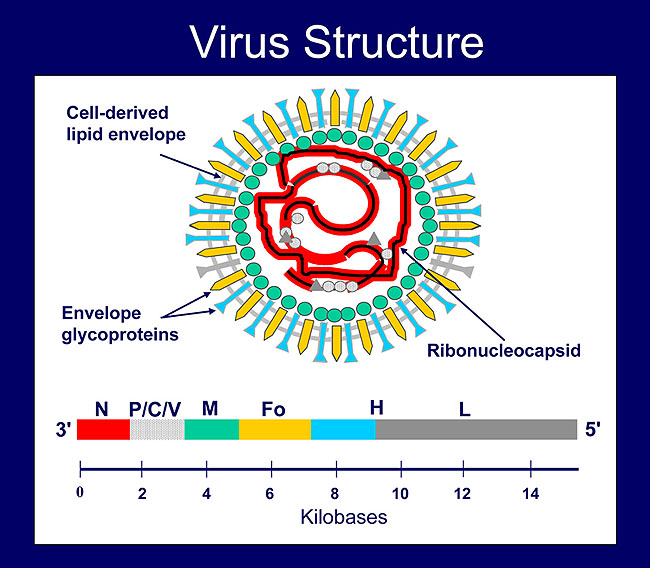 Virus Structure
Cell-derived
lipid envelope
Envelope
glycoproteins
Ribonucleocapsid
N P/C/V M Fo H L
3' 5'
0 2 4 6 8 10 12 14
Kilobases